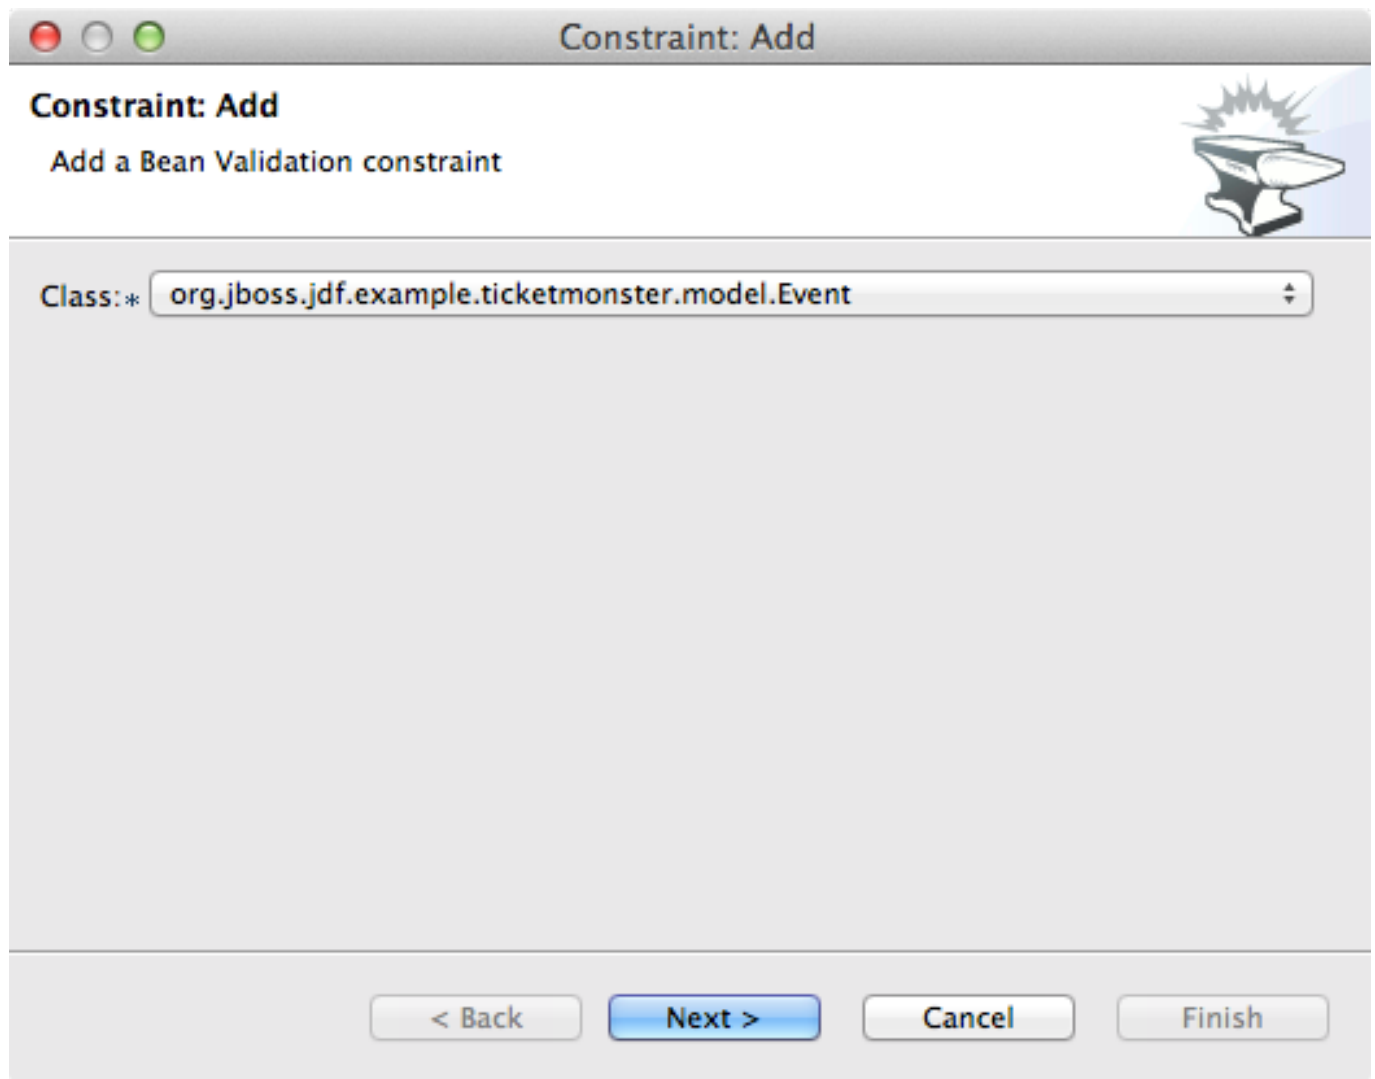 Constraint: Add
Constraint: Add
Add a Bean Validation constraint
Class:* org.jboss.jdf.example.ticketmonster.model.Event
< Back Next > Cancel Finish